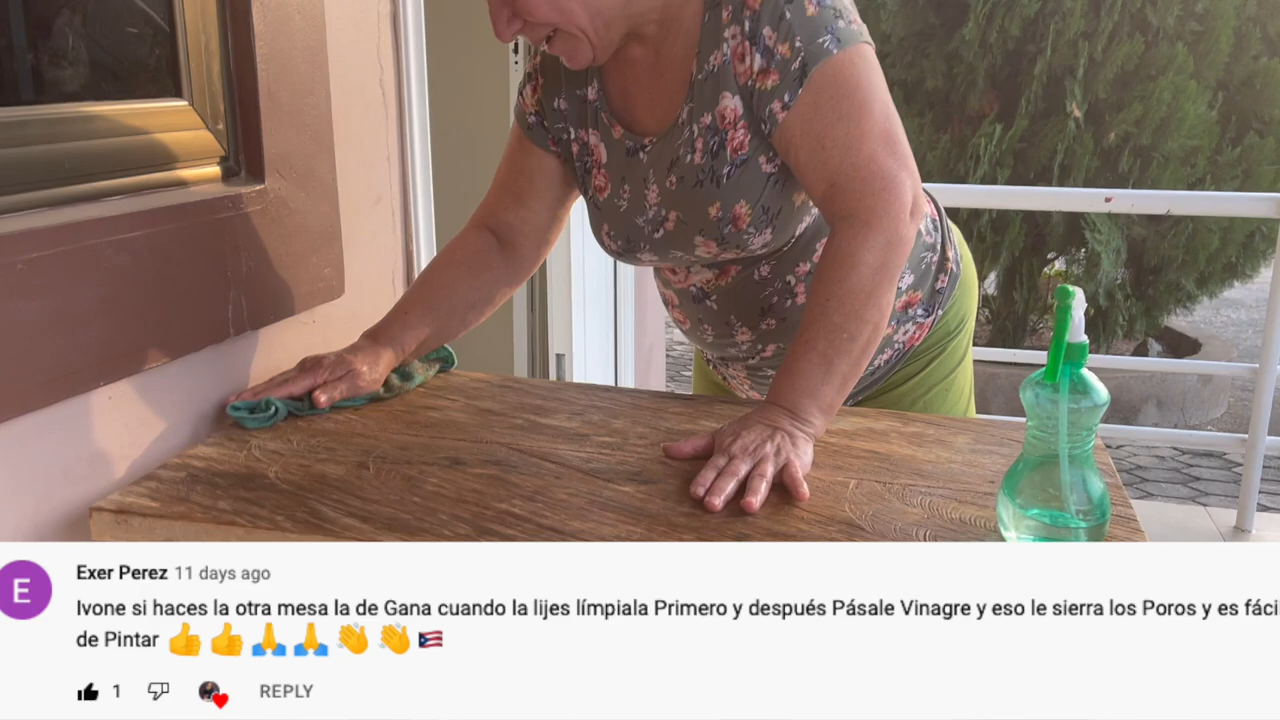 E
Exer Perez 11 days ago
Ivone si haces la otra mesa la de Gana cuando la lijes límpiala Primero y después Pásale Vinagre y eso le sierra los Poros y es fáci
de Pintar 👍 👍 🙏 🙏 👏 👏 🇵🇷
1 REPLY